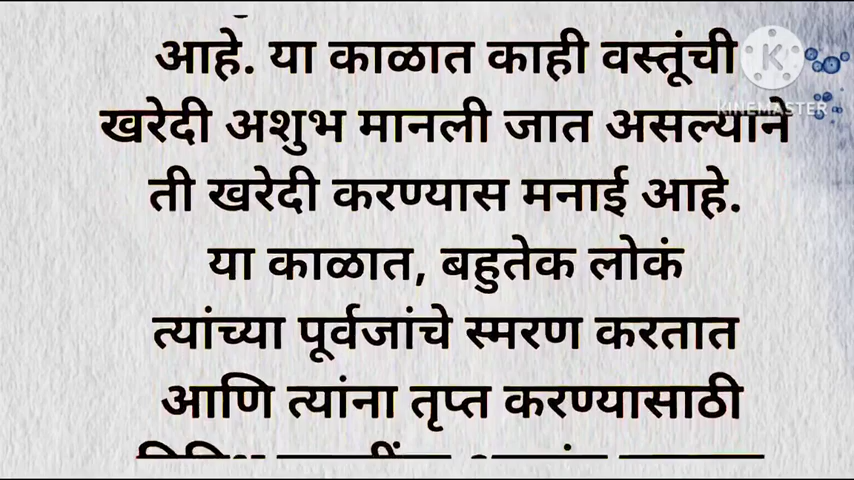 आहे. या काळात काही वस्तूंची
खरेदी अशुभ मानली जात असल्याने
ती खरेदी करण्यास मनाई आहे.
या काळात, बहुतेक लोकं
त्यांच्या पूर्वजांचे स्मरण करतात
आणि त्यांना तृप्त करण्यासाठी
KINEMASTER